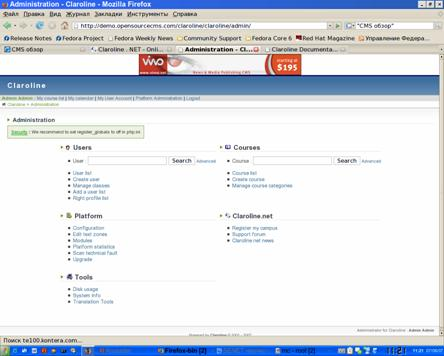 Administration - Mozilla Firefox
Файл Правка Вид Журнал Закладки Инструменты Справка
http://demo.opensourcecms.com/claroline/claroline/admin/
"CMS обзор"
Release Notes Fedora Project Fedora Weekly News Community Support Fedora Core 6 Red Hat Magazine
CMS обзор Claroline . NET - Onli... Administration - Cl... Claroline Documenta...
VIVO News & Media Publishing CMS starting at $195
Claroline
Admin Admin : My course list | My calendar | My User Account | Platform Administration | Logout
Claroline > Administration
Administration
Security : We recommend to set register_globals to off in php.ini
Users
User : Search Advanced
User list
Create user
Manage classes
Add a user list
Right profile list
Courses
Course : Search Advanced
Course list
Create course
Manage course categories
Platform
Configuration
Edit text zones
Modules
Platform statistics
Scan technical fault
Upgrade
Claroline.net
Register my campus
Support forum
Claroline.net news
Tools
Disk usage
System Info
Translation Tools
Administrator for Claroline : Admin Admin
Powered by Claroline © 2001 - 2007
Поиск te100.kontera.com...
Firefox-bin [2]
mc - root [2]
11:21